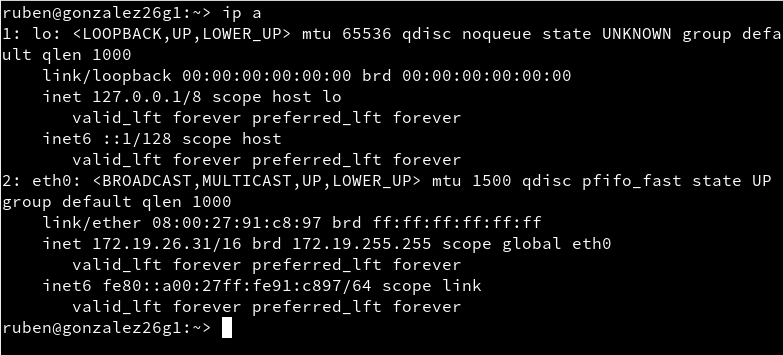 ruben@gonzalez26g1:~> ip a
1: lo: <LOOPBACK,UP,LOWER_UP> mtu 65536 qdisc noqueue state UNKNOWN group defa
ult qlen 1000
    link/loopback 00:00:00:00:00:00 brd 00:00:00:00:00:00
    inet 127.0.0.1/8 scope host lo
       valid_lft forever preferred_lft forever
    inet6 ::1/128 scope host
       valid_lft forever preferred_lft forever
2: eth0: <BROADCAST,MULTICAST,UP,LOWER_UP> mtu 1500 qdisc pfifo_fast state UP
group default qlen 1000
    link/ether 08:00:27:91:c8:97 brd ff:ff:ff:ff:ff:ff
    inet 172.19.26.31/16 brd 172.19.255.255 scope global eth0
       valid_lft forever preferred_lft forever
    inet6 fe80::a00:27ff:fe91:c897/64 scope link
       valid_lft forever preferred_lft forever
ruben@gonzalez26g1:~>